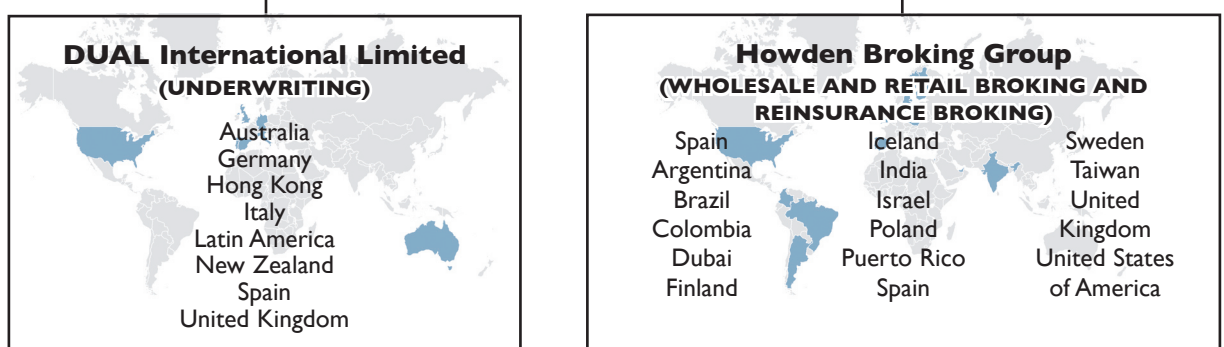 DUAL International Limited
(UNDERWRITING)
Australia
Germany
Hong Kong
Italy
Latin America
New Zealand
Spain
United Kingdom
Howden Broking Group
(WHOLESALE AND RETAIL BROKING AND
REINSURANCE BROKING)
Spain
Argentina
Brazil
Colombia
Dubai
Finland
Iceland
India
Israel
Poland
Puerto Rico
Spain
Sweden
Taiwan
United
Kingdom
United States
of America